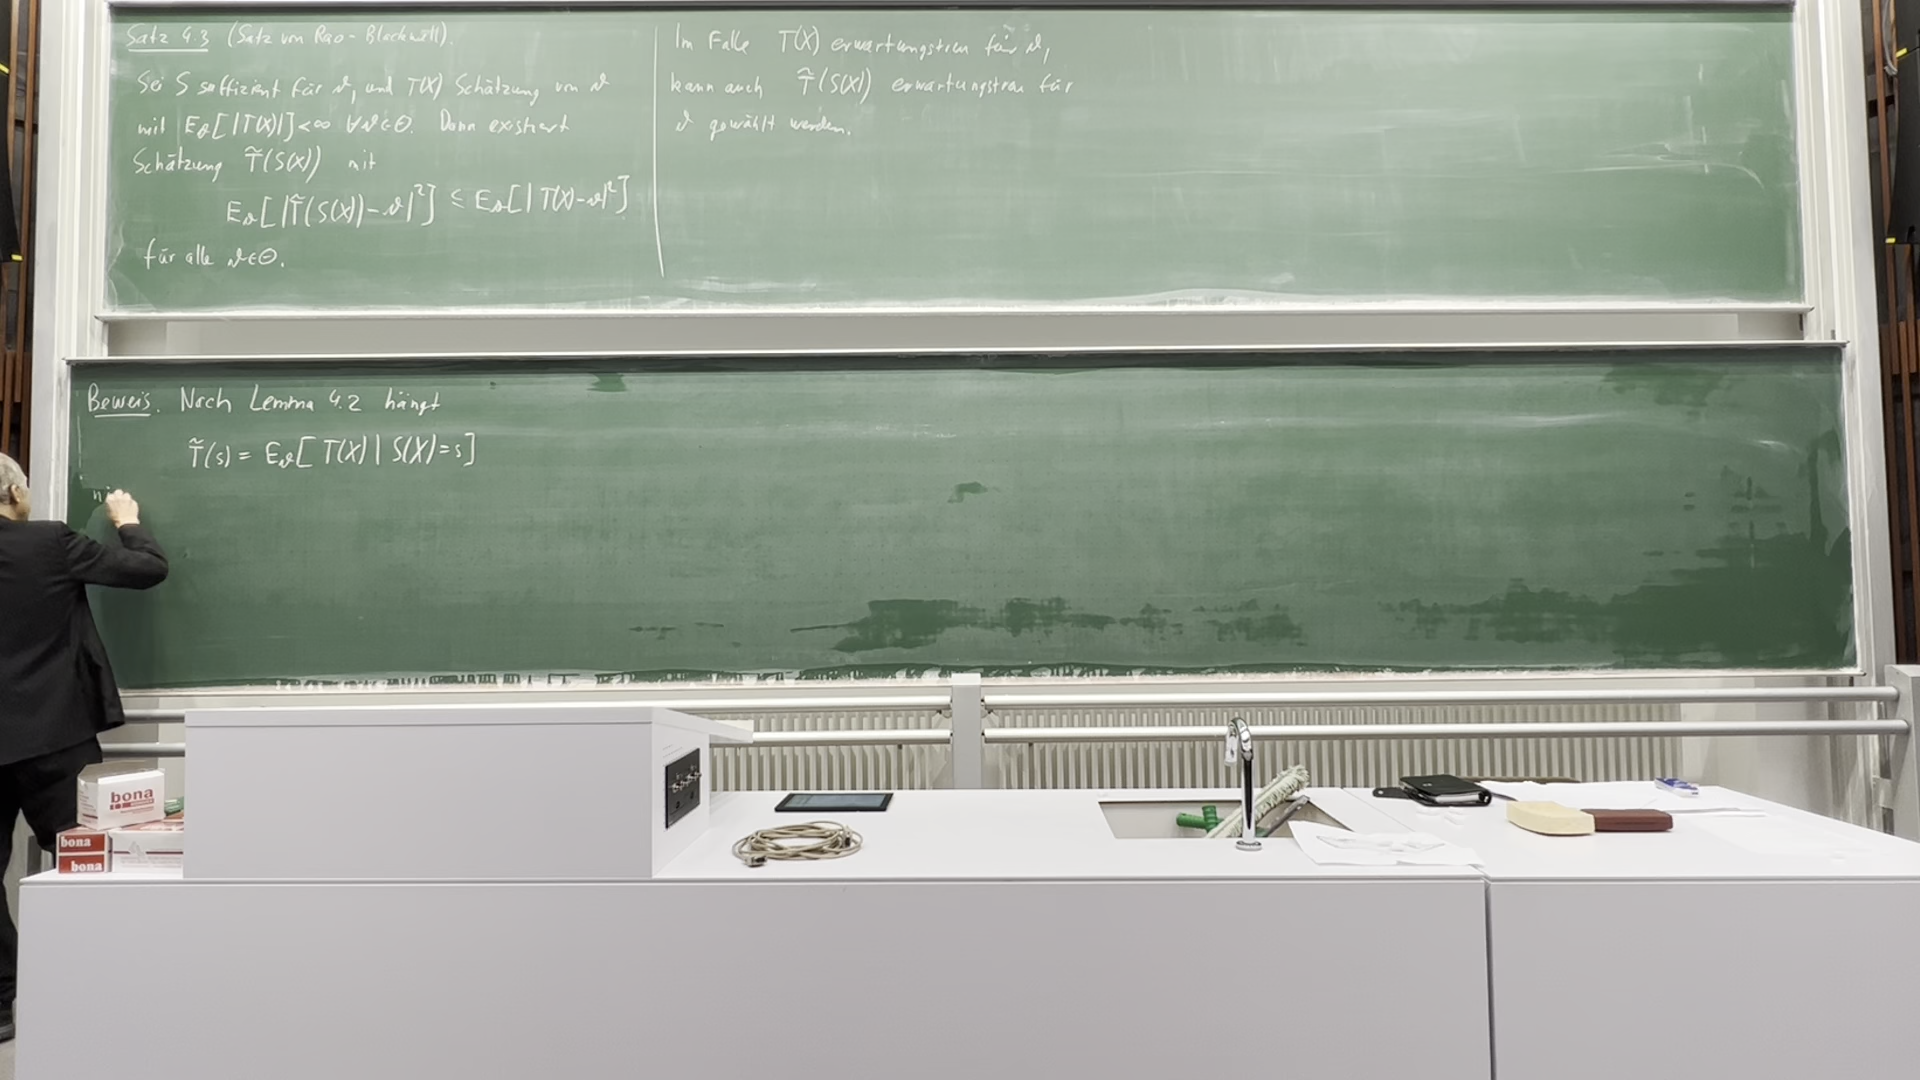 Satz 4.3 (Satz von Rao-Blackwell).
Sei S suffizient für ϑ, und T(X) Schätzung von ϑ
mit E_ϑ[|T(X)|]<∞ ∀ϑ∈Θ. Dann existiert
Schätzung T̃(S(X)) mit
E_ϑ[|T̃(S(X))-ϑ|²] ≤ E_ϑ[|T(X)-ϑ|²]
für alle ϑ∈Θ.
Im Falle T(X) erwartungstreu für ϑ,
kann auch T̃(S(X)) erwartungstreu für
ϑ gewählt werden.
Beweis. Nach Lemma 4.2 hängt
T̃(s) = E_ϑ[T(X) | S(X)=s]
bona
bona
bona